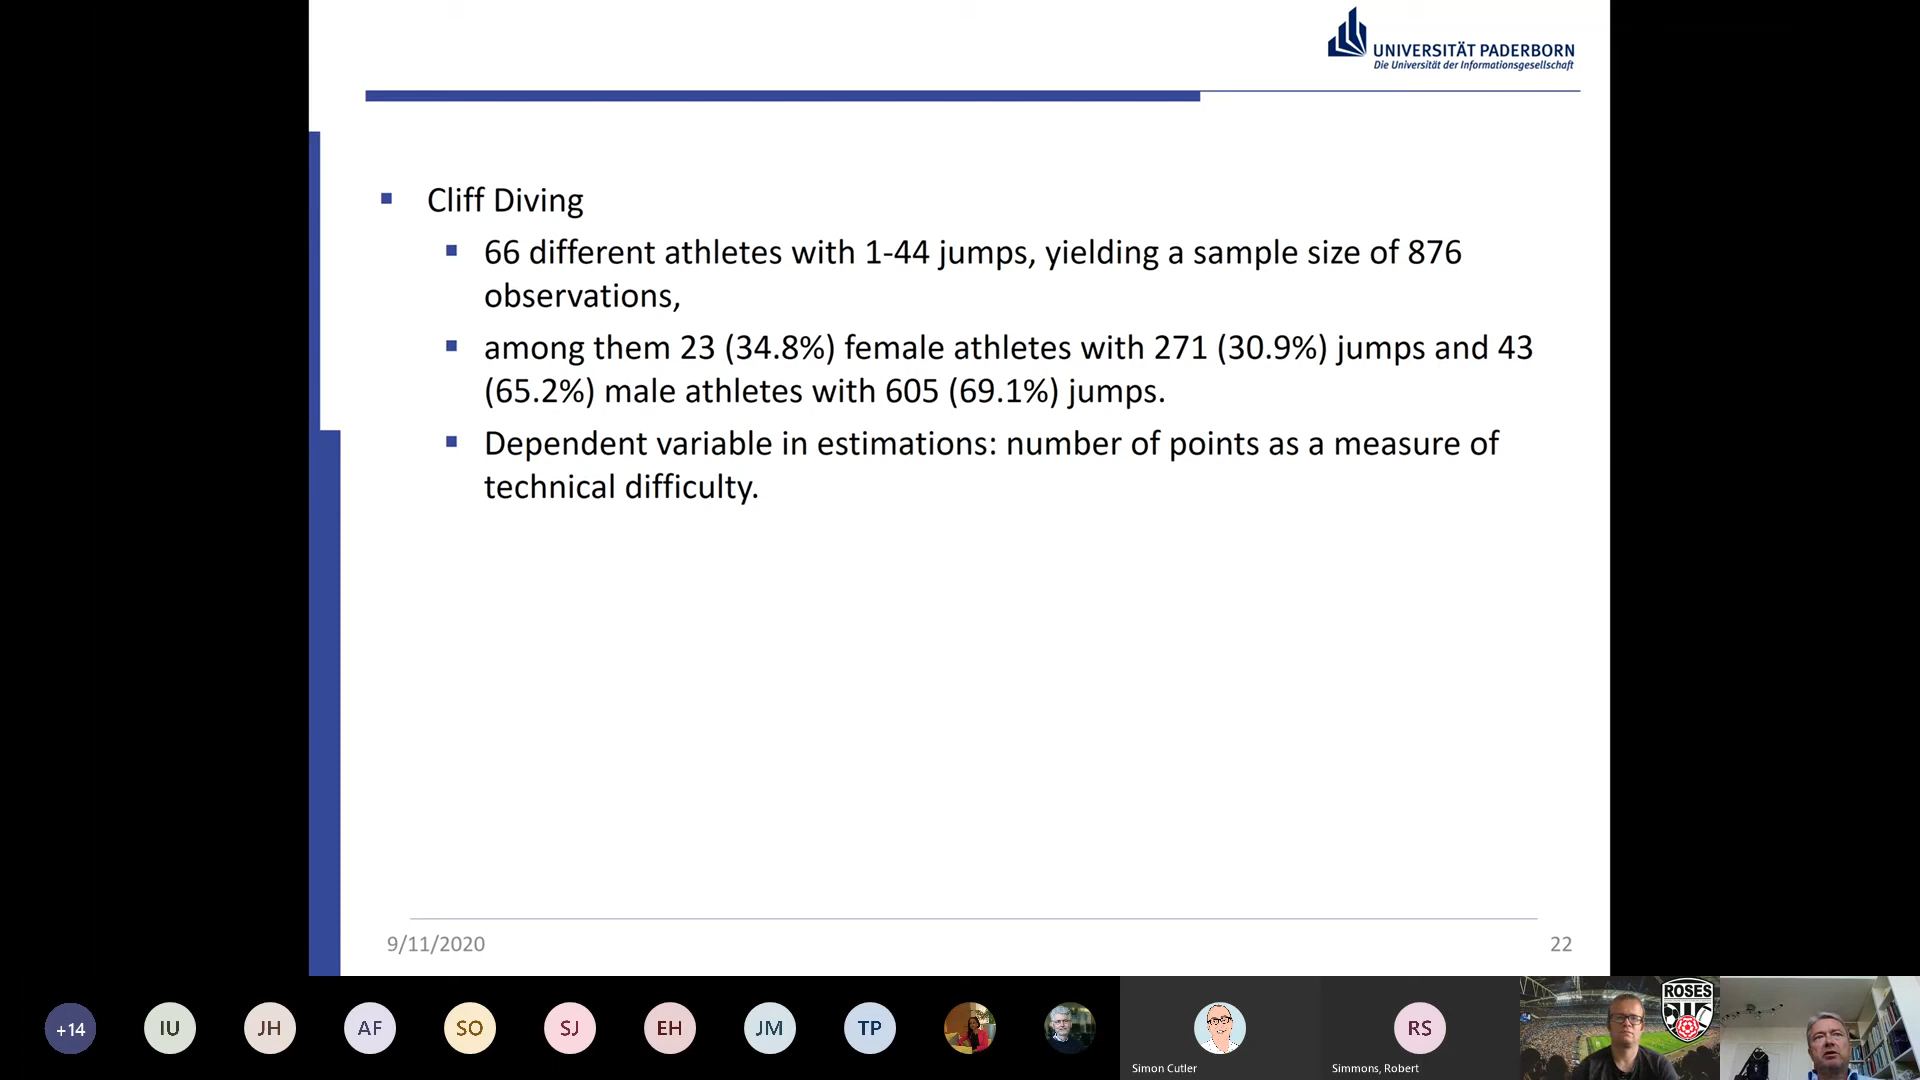 UNIVERSITÄT PADERBORN
Die Universität der Informationsgesellschaft
Cliff Diving
66 different athletes with 1-44 jumps, yielding a sample size of 876
observations,
among them 23 (34.8%) female athletes with 271 (30.9%) jumps and 43
(65.2%) male athletes with 605 (69.1%) jumps.
Dependent variable in estimations: number of points as a measure of
technical difficulty.
9/11/2020
22
+14
IU
JH
AF
SO
SJ
EH
JM
TP
RS
ROSES
Simon Cutler
Simmons, Robert